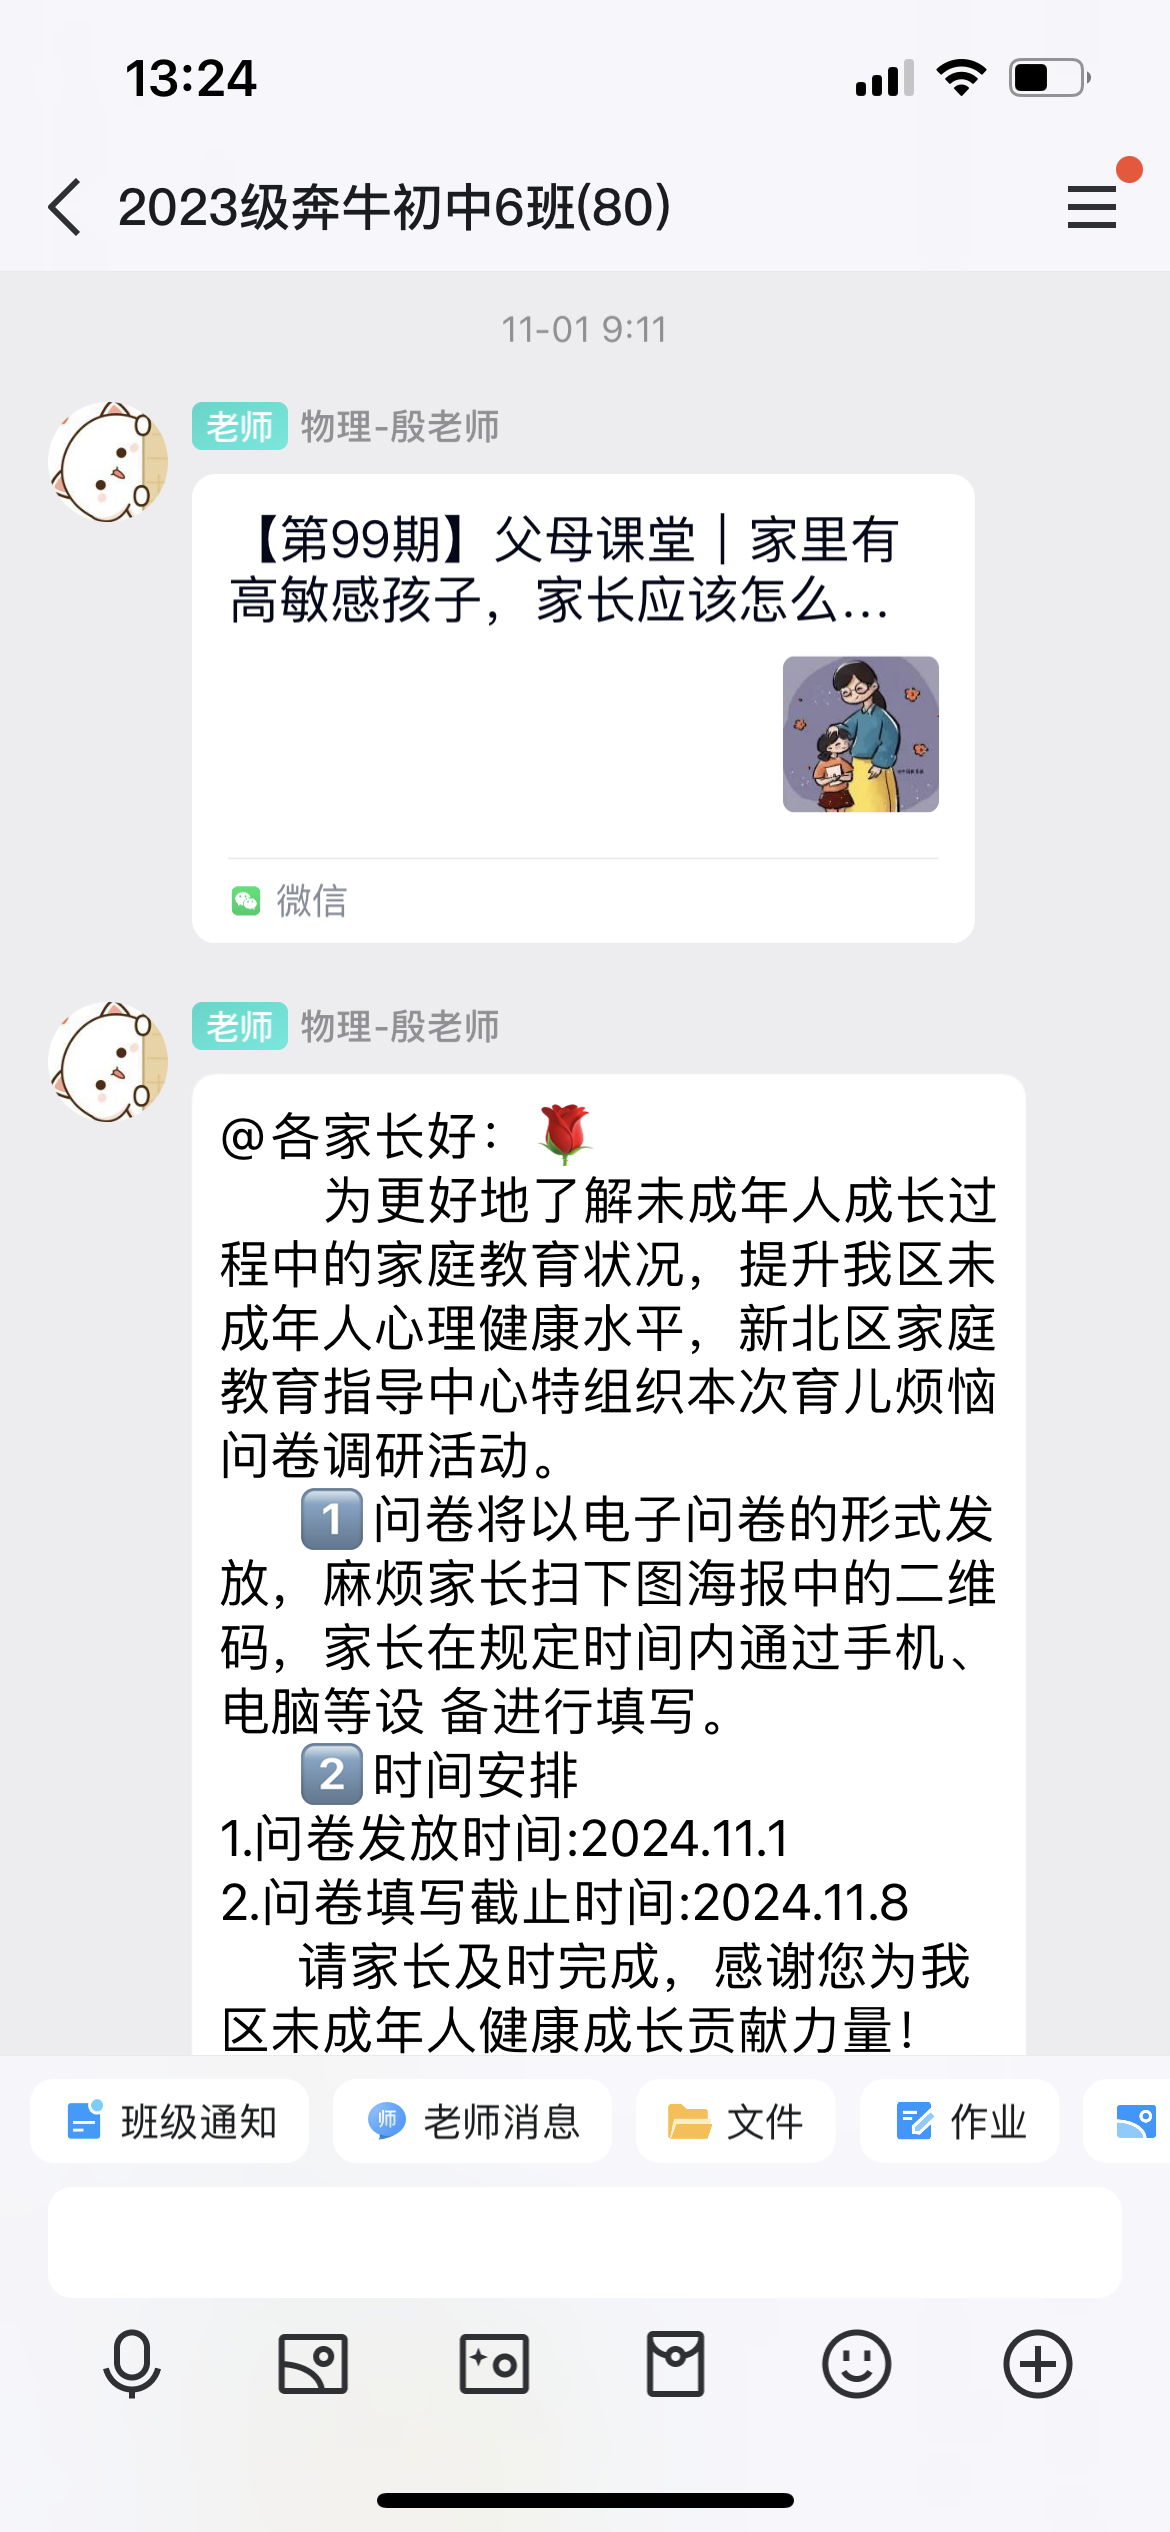 13:24
2023级奔牛初中6班(80)
11-01 9:11
老师 物理-殷老师
【第99期】父母课堂｜家里有
高敏感孩子，家长应该怎么...
微信
老师 物理-殷老师
@各家长好：🌹
为更好地了解未成年人成长过
程中的家庭教育状况，提升我区未
成年人心理健康水平，新北区家庭
教育指导中心特组织本次育儿烦恼
问卷调研活动。
1️⃣问卷将以电子问卷的形式发
放，麻烦家长扫下图海报中的二维
码，家长在规定时间内通过手机、
电脑等设 备进行填写。
2️⃣时间安排
1.问卷发放时间:2024.11.1
2.问卷填写截止时间:2024.11.8
请家长及时完成，感谢您为我
区未成年人健康成长贡献力量！
班级通知 师 老师消息 文件 作业